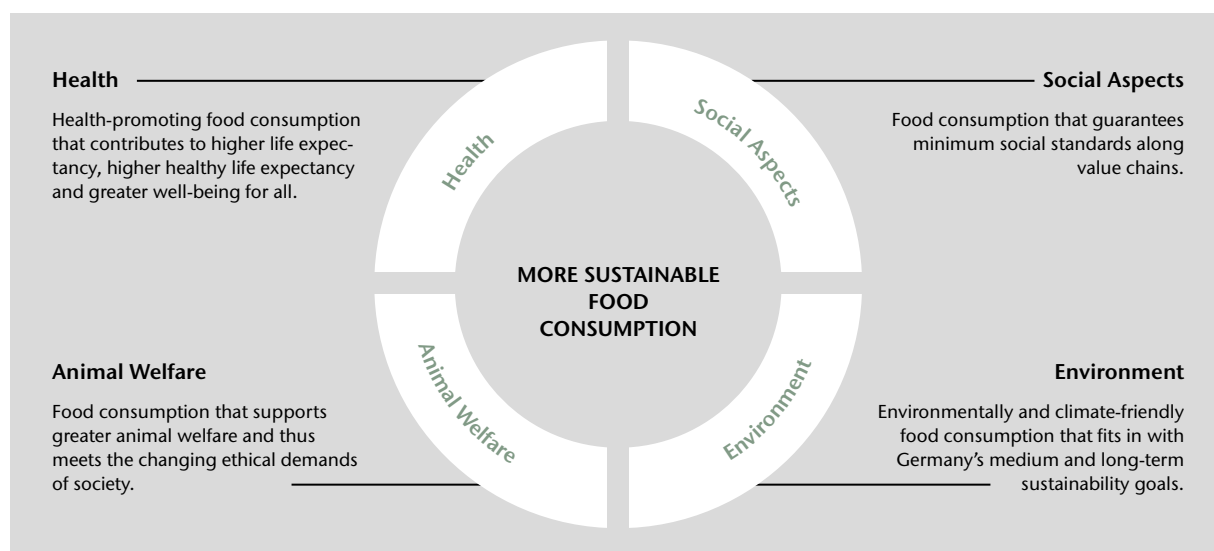 Health
Health-promoting food consumption
that contributes to higher life expec-
tancy, higher healthy life expectancy
and greater well-being for all.
Health
Social Aspects
Social Aspects
Food consumption that guarantees
minimum social standards along
value chains.
MORE SUSTAINABLE
FOOD
CONSUMPTION
Animal Welfare
Food consumption that supports
greater animal welfare and thus
meets the changing ethical demands
of society.
Animal Welfare
Environment
Environment
Environmentally and climate-friendly
food consumption that fits in with
Germany’s medium and long-term
sustainability goals.